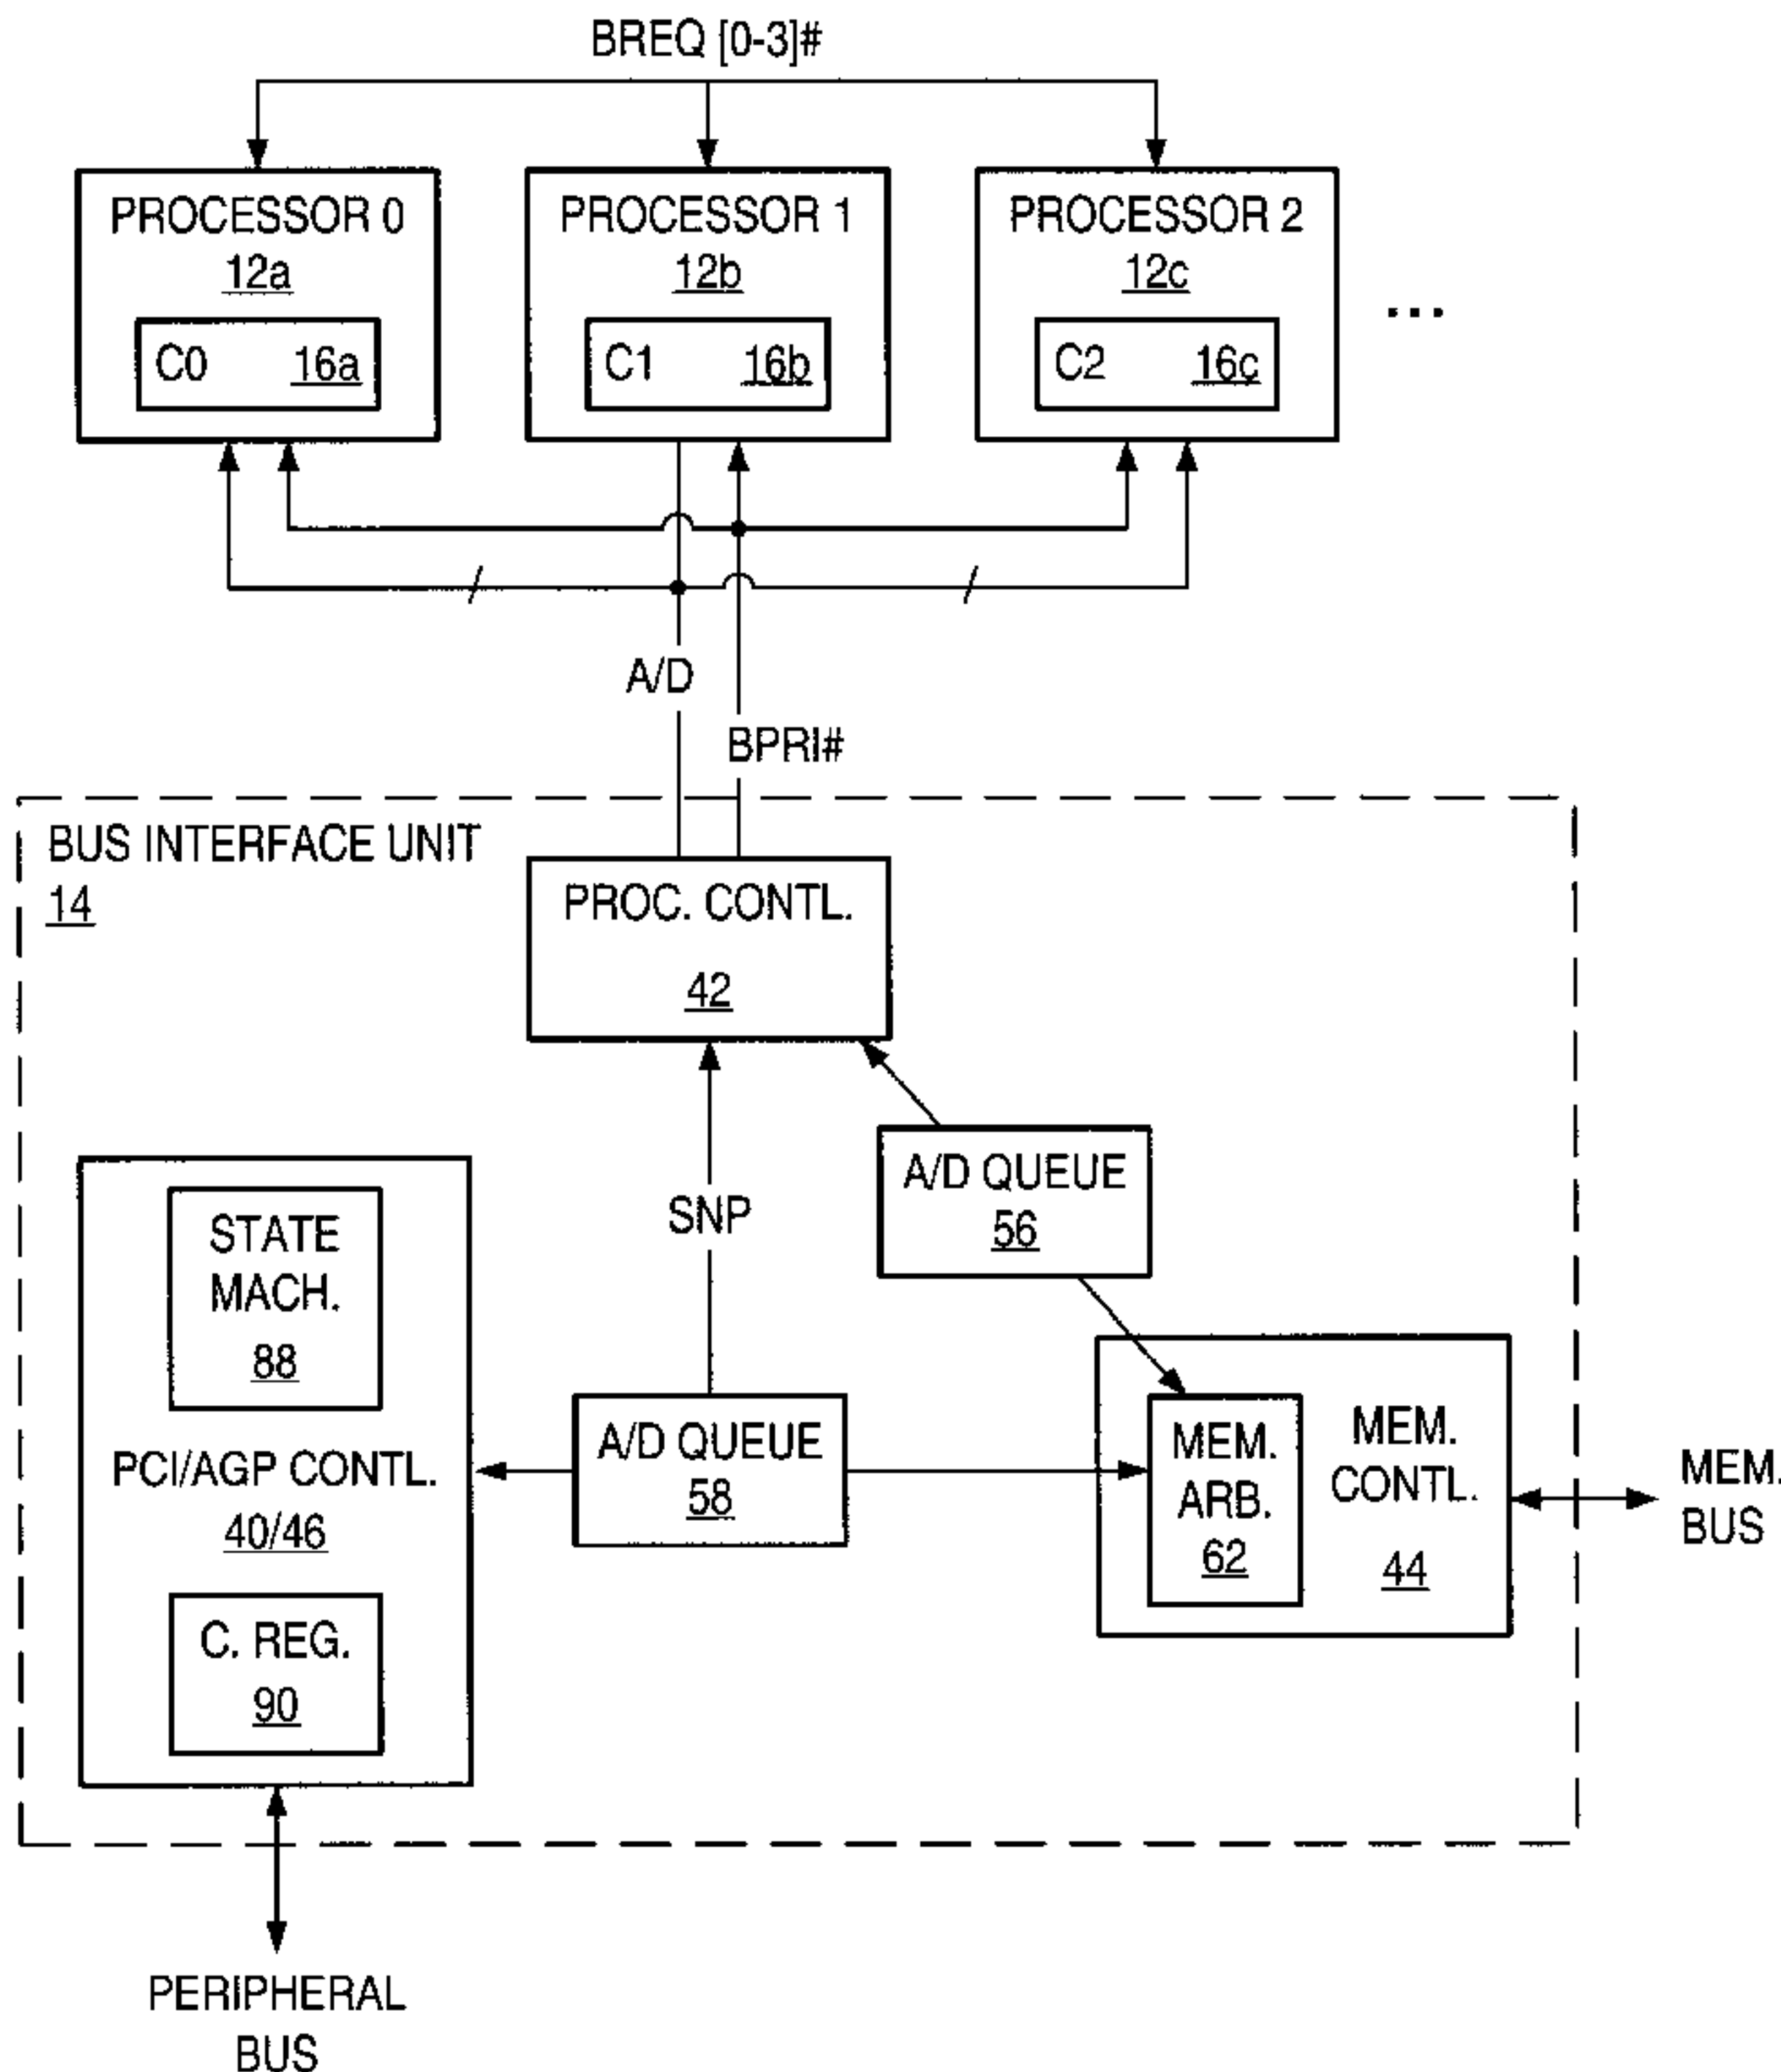 BREQ [0-3]#
PROCESSOR 0
12a
C0 16a
PROCESSOR 1
12b
C1 16b
PROCESSOR 2
12c
C2 16c
...
A/D
BPRI#
BUS INTERFACE UNIT
14
PROC. CONTL.
42
SNP
A/D QUEUE
56
STATE
MACH.
88
PCI/AGP CONTL.
40/46
C. REG.
90
A/D QUEUE
58
MEM.
ARB.
62
MEM.
CONTL.
44
MEM.
BUS
PERIPHERAL
BUS